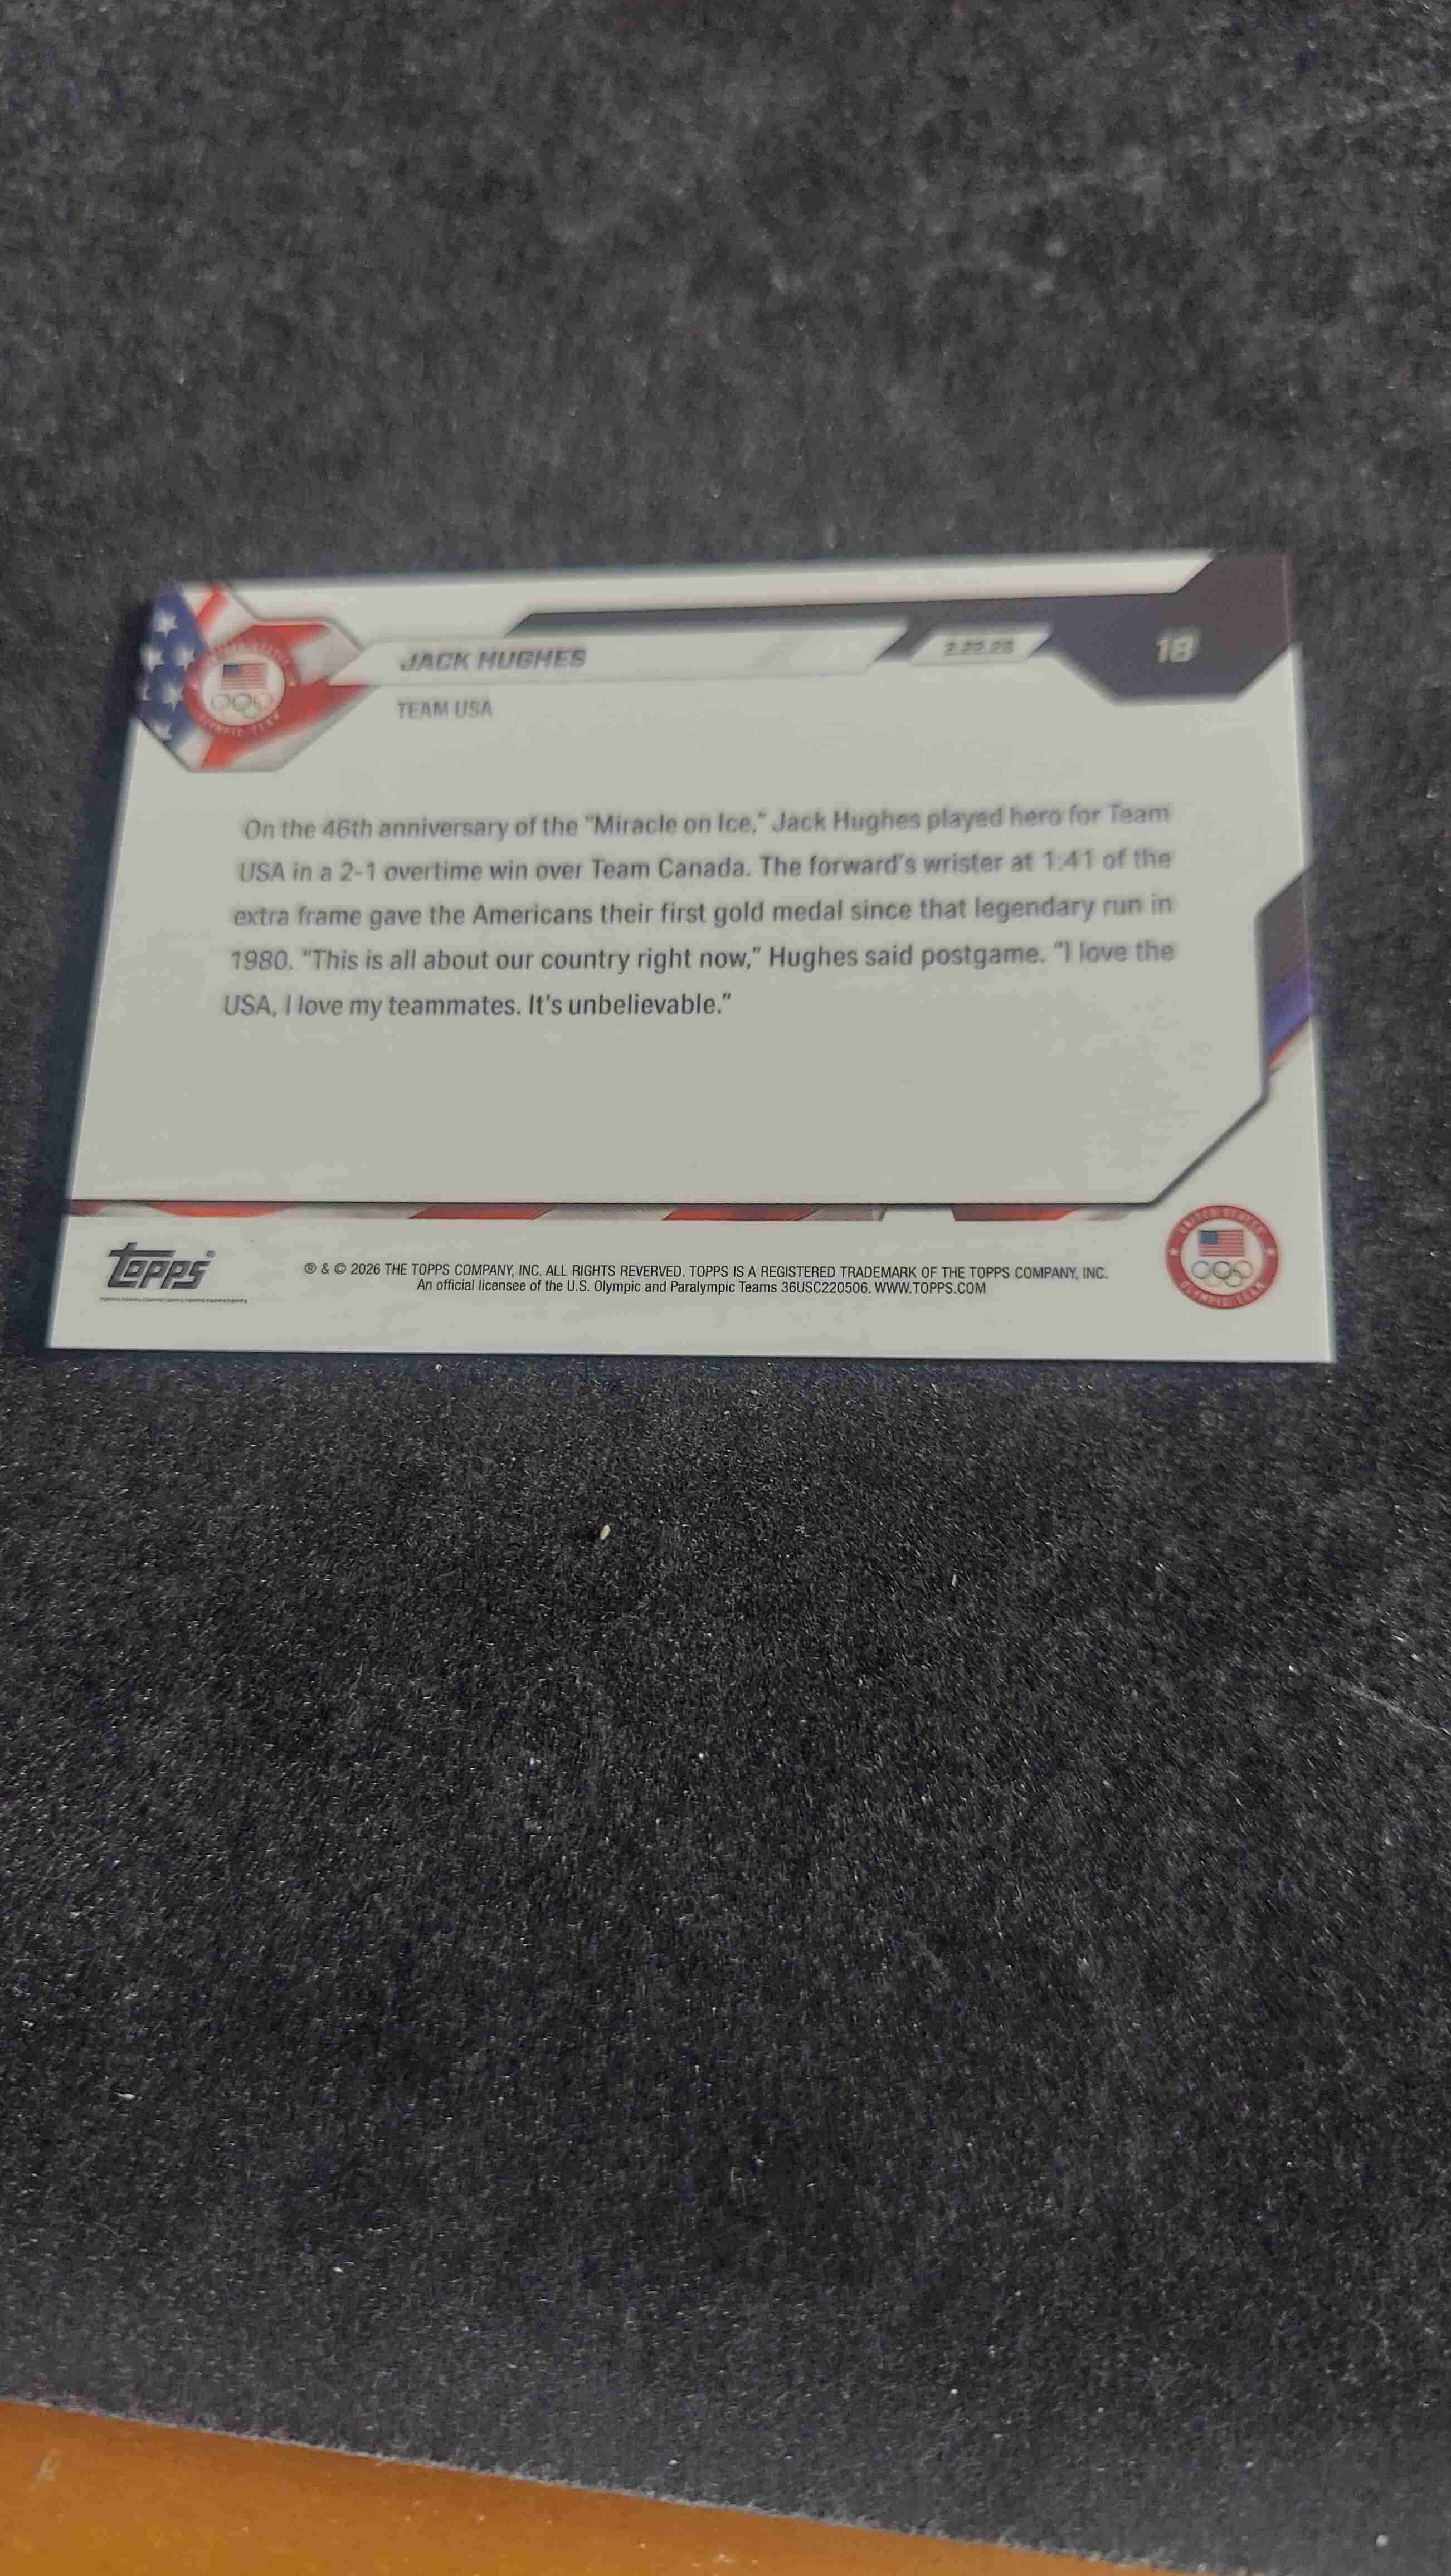 JACK HUGHES
2.22.26
18
TEAM USA
On the 46th anniversary of the "Miracle on Ice," Jack Hughes played hero for Team
USA in a 2-1 overtime win over Team Canada. The forward's wrister at 1:41 of the
extra frame gave the Americans their first gold medal since that legendary run in
1980. "This is all about our country right now," Hughes said postgame. "I love the
USA, I love my teammates. It's unbelievable."
Topps®
® & © 2026 THE TOPPS COMPANY, INC. ALL RIGHTS REVERVED. TOPPS IS A REGISTERED TRADEMARK OF THE TOPPS COMPANY, INC.
An official licensee of the U.S. Olympic and Paralympic Teams 36USC220506. WWW.TOPPS.COM
UNITED STATES
OLYMPIC TEAM